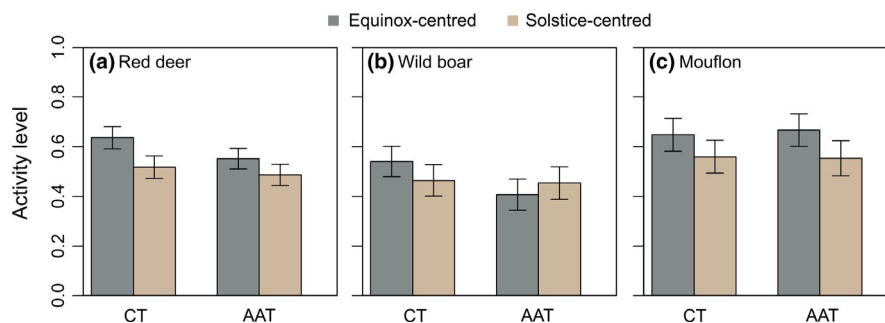 Equinox-centred Solstice-centred
(a) Red deer
(b) Wild boar
(c) Mouflon
Activity level
1.0
0.8
0.6
0.4
0.2
0.0
CT AAT CT AAT CT AAT